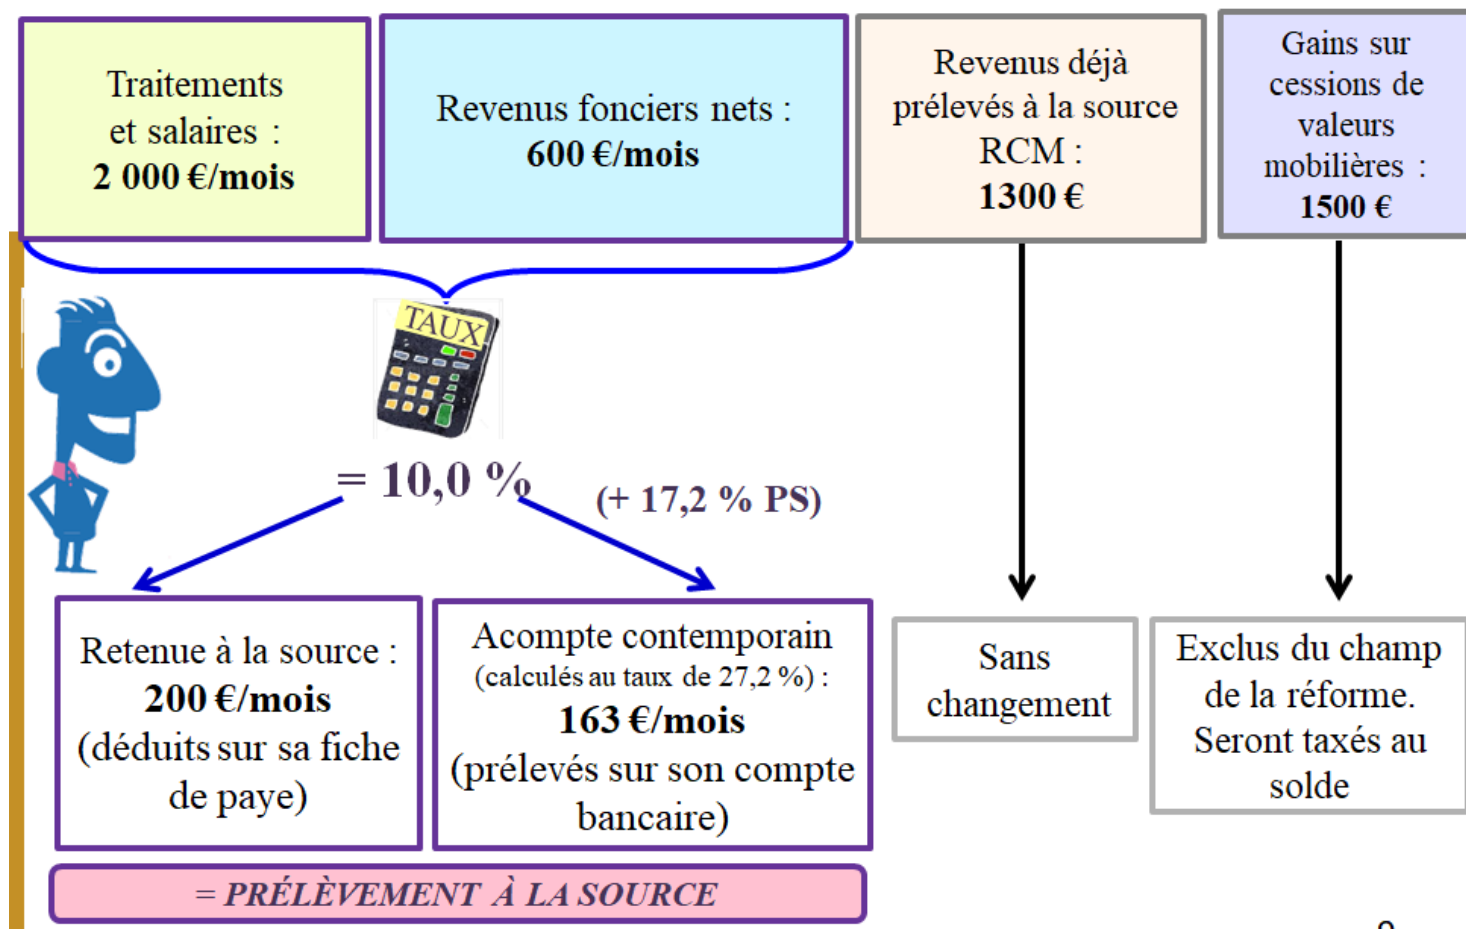 Traitements
et salaires :
2 000 €/mois
Revenus fonciers nets :
600 €/mois
Revenus déjà
prélevés à la source
RCM :
1300 €
Gains sur
cessions de
valeurs
mobilières :
1500 €
TAUX
= 10,0 %
(+ 17,2 % PS)
Retenue à la source :
200 €/mois
(déduits sur sa fiche
de paye)
Acompte contemporain
(calculés au taux de 27,2 %) :
163 €/mois
(prélevés sur son compte
bancaire)
Sans
changement
Exclus du champ
de la réforme.
Seront taxés au
solde
= PRÉLÈVEMENT À LA SOURCE